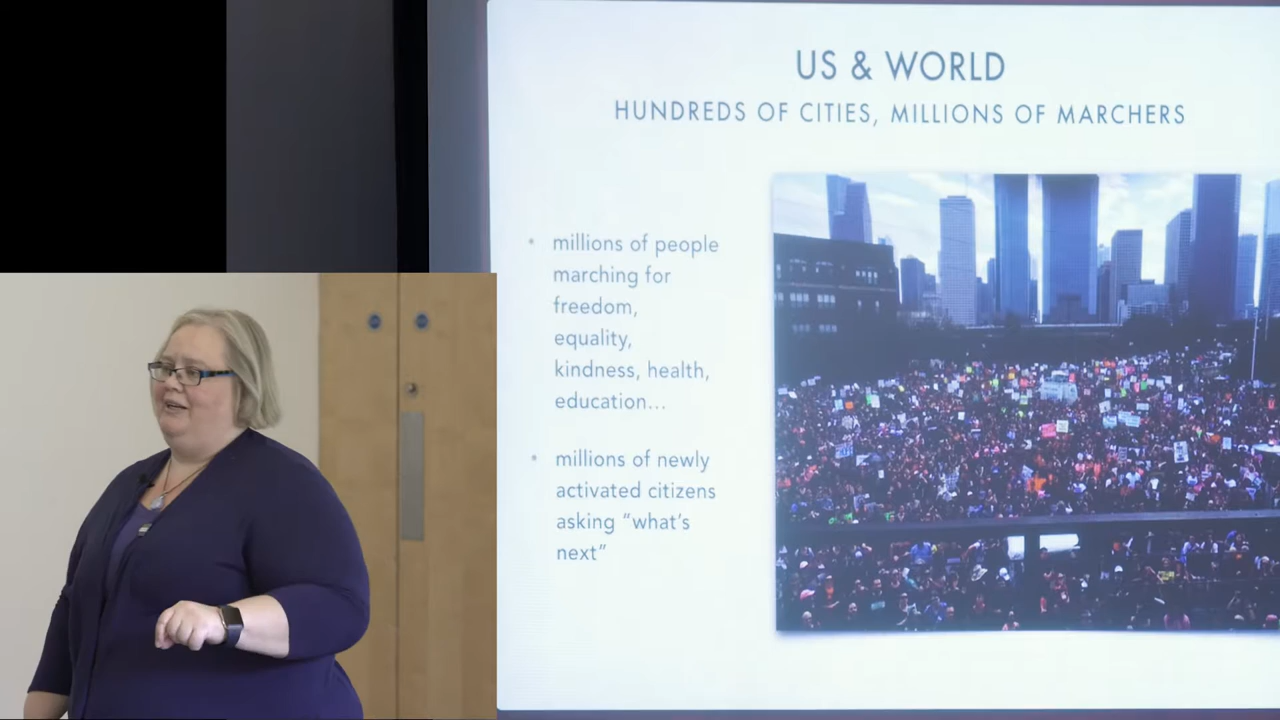 US & WORLD
HUNDREDS OF CITIES, MILLIONS OF MARCHERS
• millions of people
marching for
freedom,
equality,
kindness, health,
education…
• millions of newly
activated citizens
asking “what’s
next”